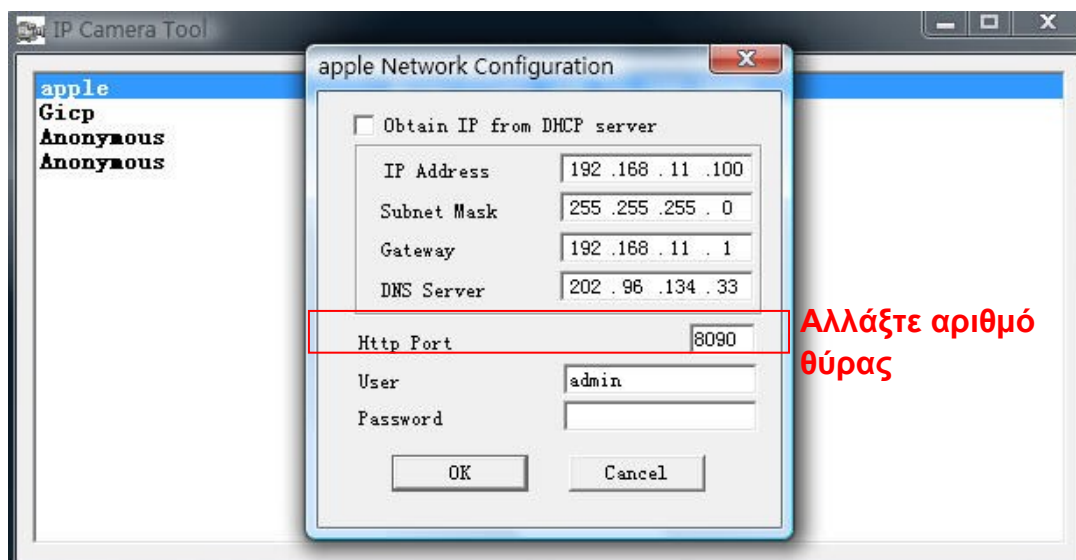 IP Camera Tool
apple
Gicp
Anonymous
Anonymous
apple Network Configuration
Obtain IP from DHCP server
IP Address 192 .168 . 11 .100
Subnet Mask 255 .255 .255 . 0
Gateway 192 .168 . 11 . 1
DNS Server 202 . 96 .134 . 33
Http Port 8090
User admin
Password
OK Cancel
Αλλάξτε αριθμό
θύρας